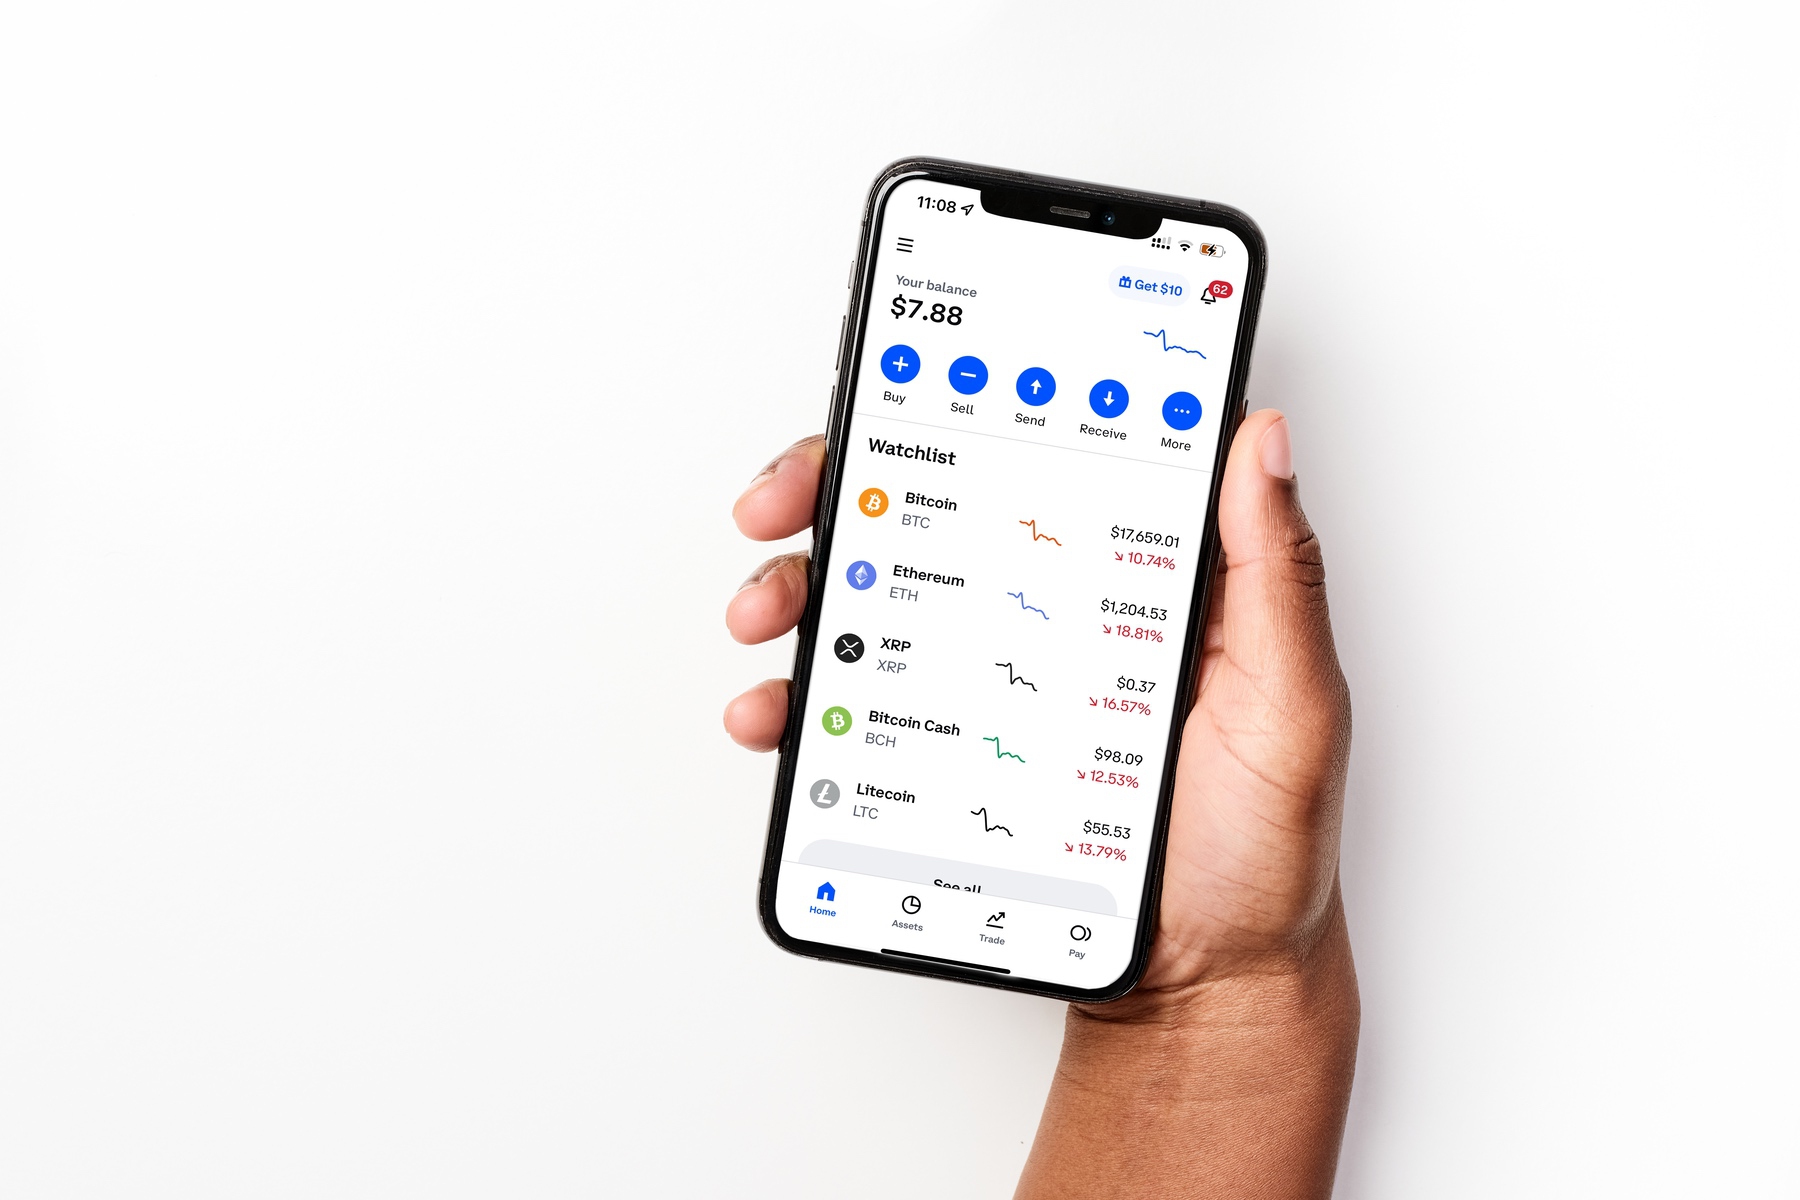 11:08
Get $10
62
Your balance
$7.88
Buy
Sell
Send
Receive
More
Watchlist
Bitcoin
BTC
$17,659.01
↘ 10.74%
Ethereum
ETH
$1,204.53
↘ 18.81%
XRP
XRP
$0.37
↘ 16.57%
Bitcoin Cash
BCH
$98.09
↘ 12.53%
Litecoin
LTC
$55.53
↘ 13.79%
See all
Home
Assets
Trade
Pay